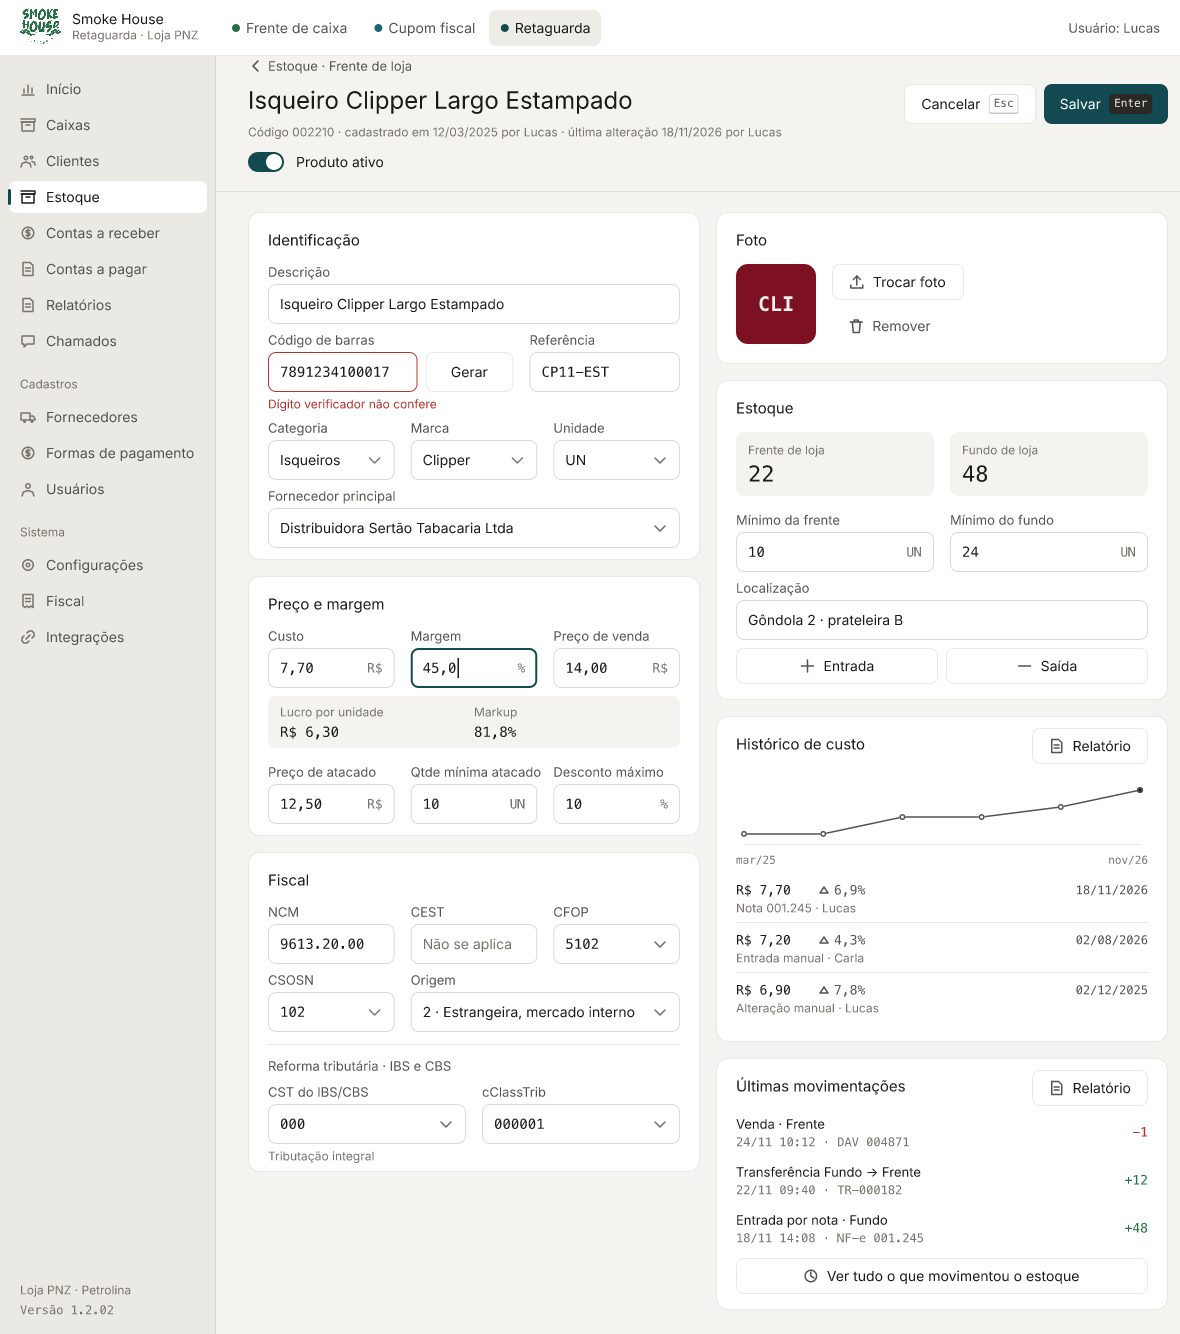 SMOKE HOUSE
Smoke House
Retaguarda · Loja PNZ
Frente de caixa
Cupom fiscal
Retaguarda
Usuário: Lucas
Início
Caixas
Clientes
Estoque
Contas a receber
Contas a pagar
Relatórios
Chamados
Cadastros
Fornecedores
Formas de pagamento
Usuários
Sistema
Configurações
Fiscal
Integrações
Loja PNZ · Petrolina
Versão 1.2.02
Estoque · Frente de loja
Isqueiro Clipper Largo Estampado
Código 002210 · cadastrado em 12/03/2025 por Lucas · última alteração 18/11/2026 por Lucas
Cancelar Esc
Salvar Enter
Produto ativo
Identificação
Descrição
Isqueiro Clipper Largo Estampado
Código de barras
Referência
7891234100017
Gerar
CP11-EST
Dígito verificador não confere
Categoria
Marca
Unidade
Isqueiros
Clipper
UN
Fornecedor principal
Distribuidora Sertão Tabacaria Ltda
Preço e margem
Custo
Margem
Preço de venda
7,70 R$
45,0 %
14,00 R$
Lucro por unidade
Markup
R$ 6,30
81,8%
Preço de atacado
Qtde mínima atacado
Desconto máximo
12,50 R$
10 UN
10 %
Fiscal
NCM
CEST
CFOP
9613.20.00
Não se aplica
5102
CSOSN
Origem
102
2 · Estrangeira, mercado interno
Reforma tributária · IBS e CBS
CST do IBS/CBS
cClassTrib
000
000001
Tributação integral
Foto
CLI
Trocar foto
Remover
Estoque
Frente de loja
Fundo de loja
22
48
Mínimo da frente
Mínimo do fundo
10 UN
24 UN
Localização
Gôndola 2 · prateleira B
Entrada
Saída
Histórico de custo
Relatório
mar/25
nov/26
R$ 7,70 6,9% 18/11/2026
Nota 001.245 · Lucas
R$ 7,20 4,3% 02/08/2026
Entrada manual · Carla
R$ 6,90 7,8% 02/12/2025
Alteração manual · Lucas
Últimas movimentações
Relatório
Venda · Frente
−1
24/11 10:12 · DAV 004871
Transferência Fundo → Frente
+12
22/11 09:40 · TR-000182
Entrada por nota · Fundo
+48
18/11 14:08 · NF-e 001.245
Ver tudo o que movimentou o estoque